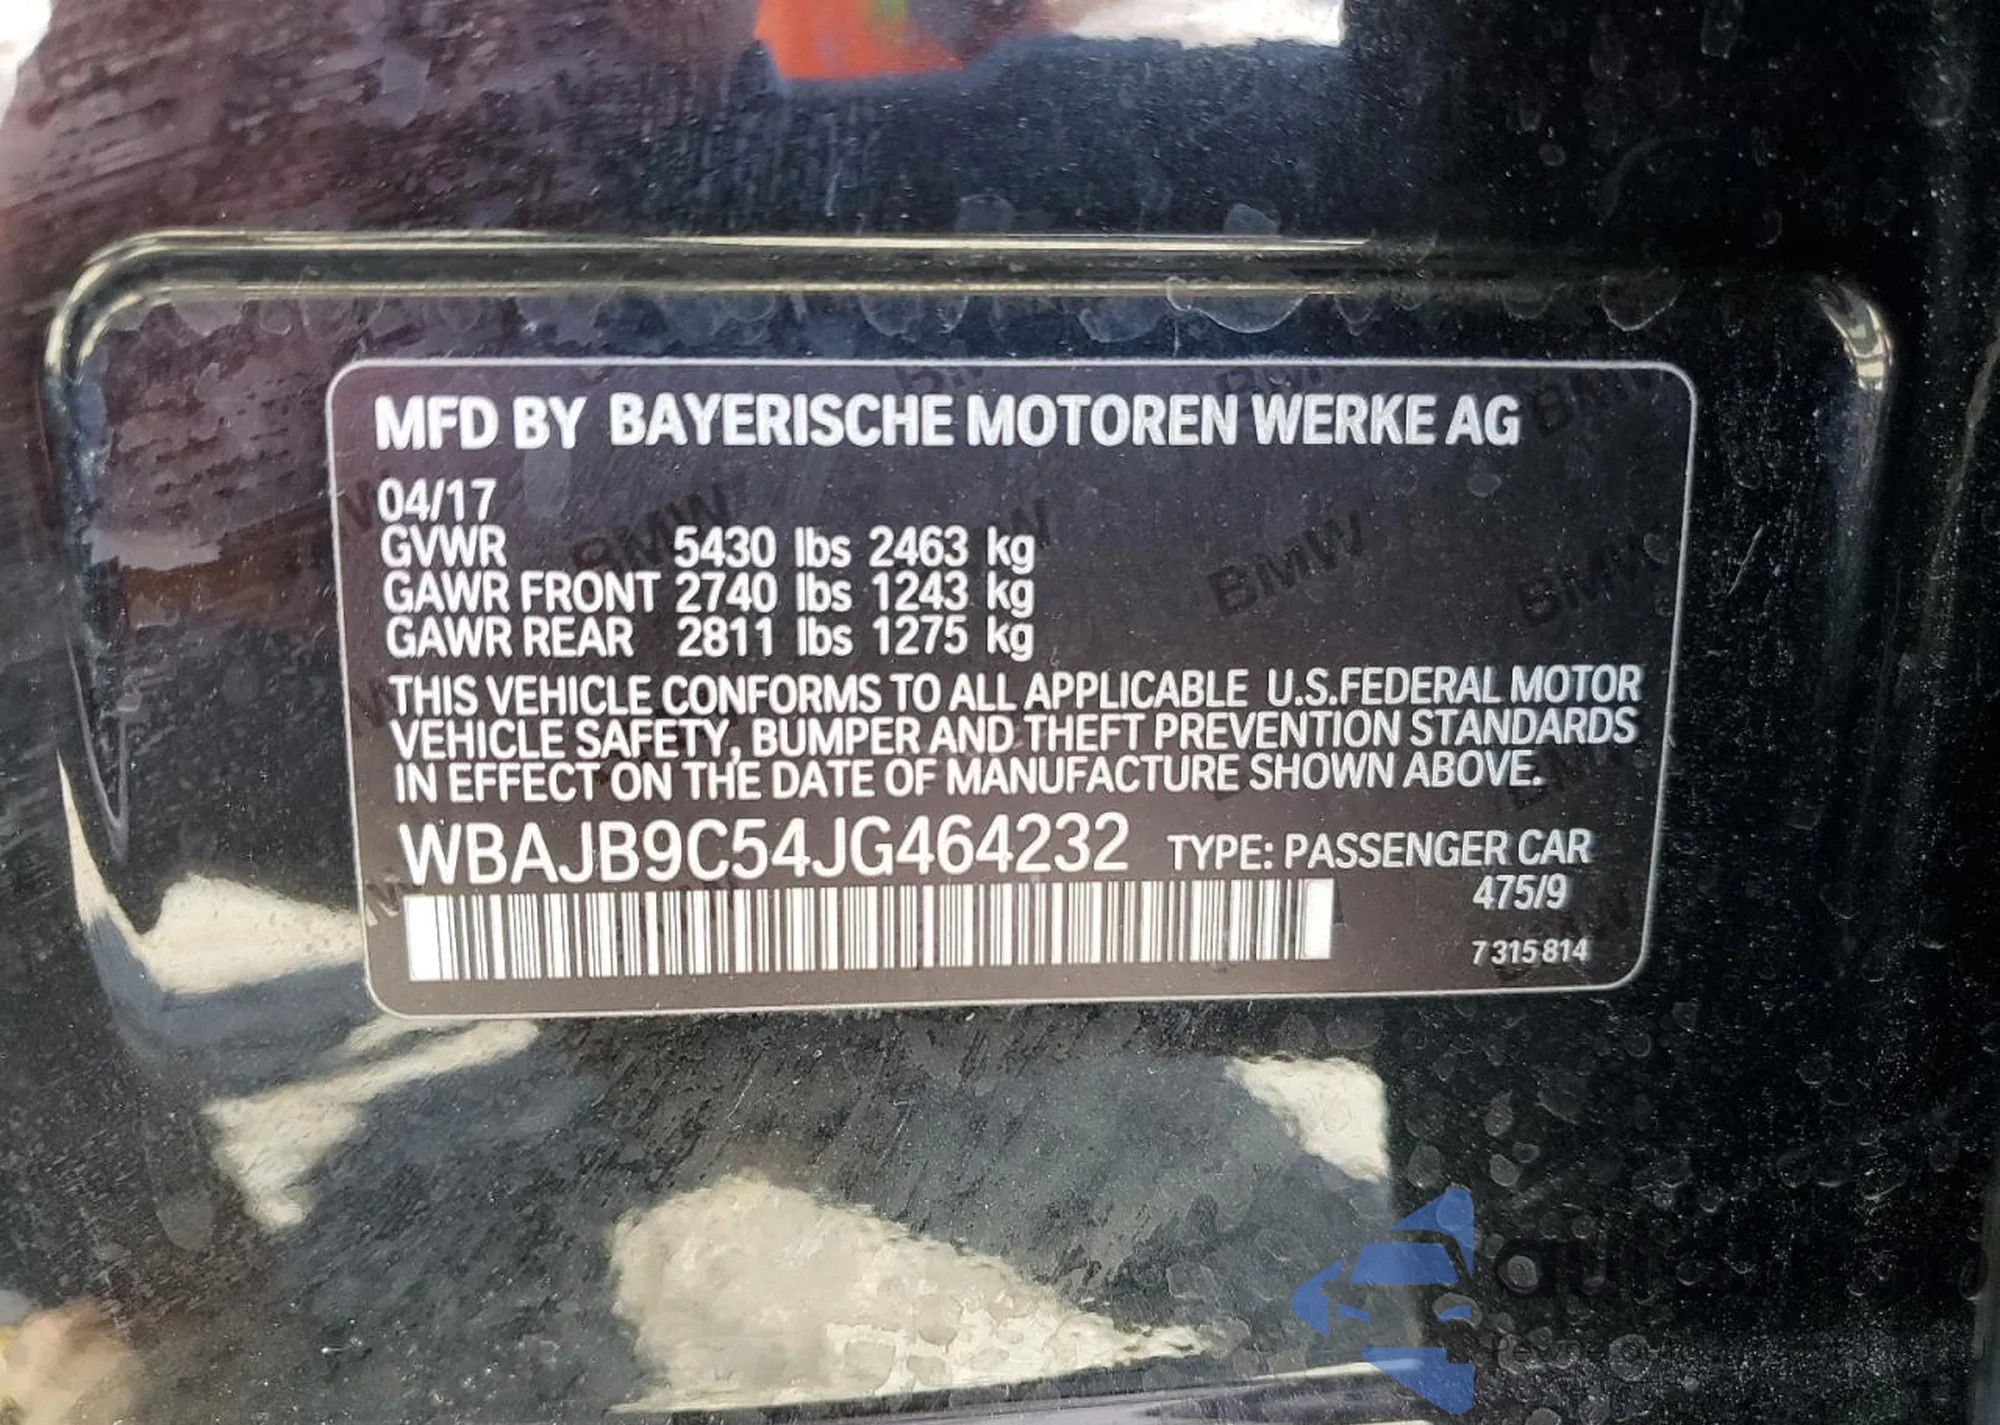 MFD BY BAYERISCHE MOTOREN WERKE AG
04/17
GVWR 5430 lbs 2463 kg
GAWR FRONT 2740 lbs 1243 kg
GAWR REAR 2811 lbs 1275 kg
THIS VEHICLE CONFORMS TO ALL APPLICABLE U.S.FEDERAL MOTOR
VEHICLE SAFETY, BUMPER AND THEFT PREVENTION STANDARDS
IN EFFECT ON THE DATE OF MANUFACTURE SHOWN ABOVE.
WBAJB9C54JG464232 TYPE: PASSENGER CAR
475/9
7 315 814